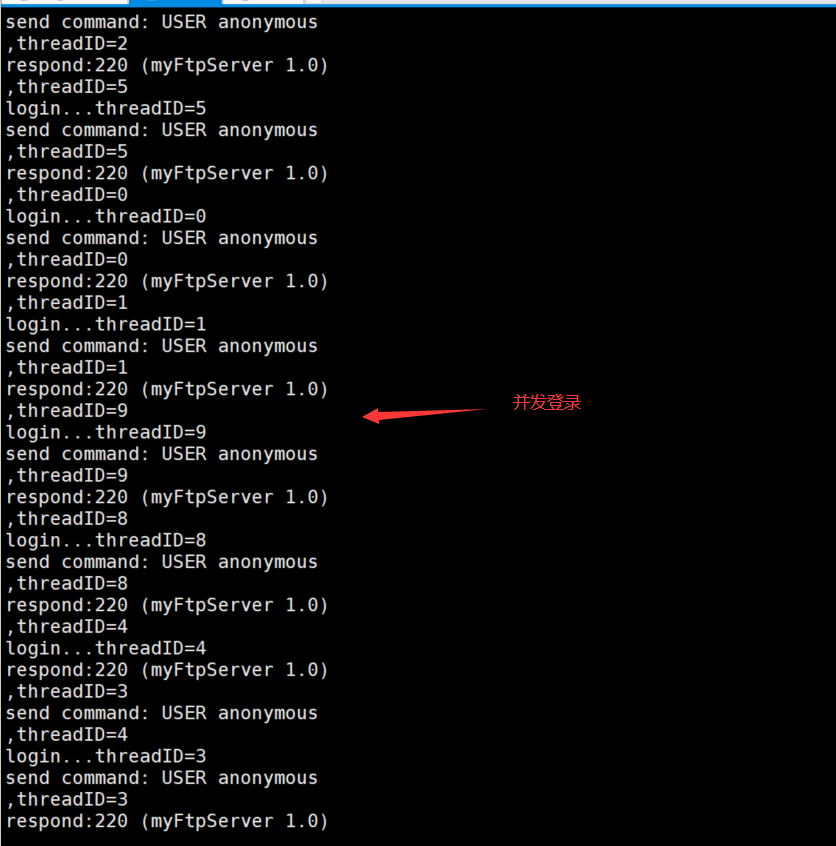 send command: USER anonymous
,threadID=2
respond:220 (myFtpServer 1.0)
,threadID=5
login...threadID=5
send command: USER anonymous
,threadID=5
respond:220 (myFtpServer 1.0)
,threadID=0
login...threadID=0
send command: USER anonymous
,threadID=0
respond:220 (myFtpServer 1.0)
,threadID=1
login...threadID=1
send command: USER anonymous
,threadID=1
respond:220 (myFtpServer 1.0)
并发登录
,threadID=9
login...threadID=9
send command: USER anonymous
,threadID=9
respond:220 (myFtpServer 1.0)
,threadID=8
login...threadID=8
send command: USER anonymous
,threadID=8
respond:220 (myFtpServer 1.0)
,threadID=4
login...threadID=4
respond:220 (myFtpServer 1.0)
,threadID=3
send command: USER anonymous
,threadID=4
login...threadID=3
send command: USER anonymous
,threadID=3
respond:220 (myFtpServer 1.0)